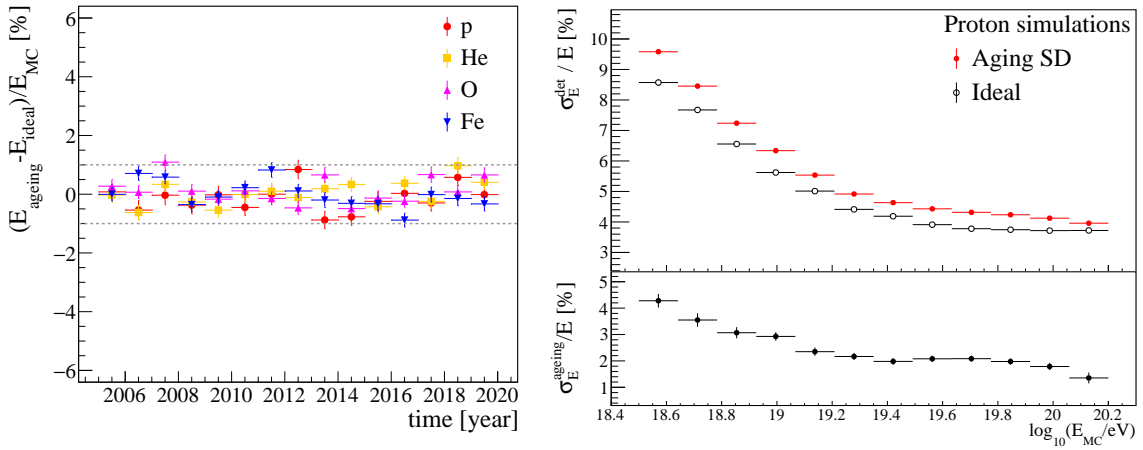 (E_ageing-E_ideal)/E_MC [%]
6
4
2
0
−2
−4
−6
p
He
O
Fe
2006 2008 2010 2012 2014 2016 2018 2020
time [year]
σ_E^det / E [%]
10
9
8
7
6
5
4
3
Proton simulations
Aging SD
Ideal
σ_E^ageing/E [%]
5
4
3
2
1
18.4 18.6 18.8 19 19.2 19.4 19.6 19.8 20 20.2
log_10(E_MC/eV)